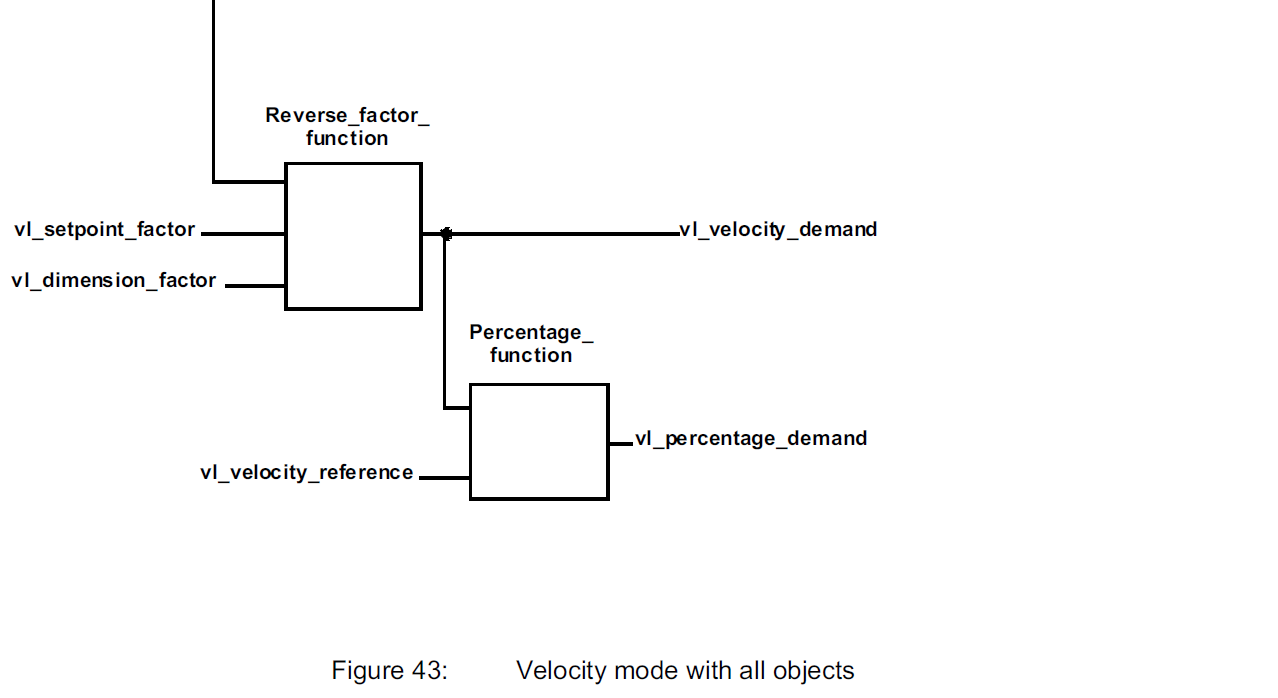 Reverse_factor_
function
vl_setpoint_factor
vl_velocity_demand
vl_dimension_factor
Percentage_
function
vl_percentage_demand
vl_velocity_reference
Figure 43: Velocity mode with all objects